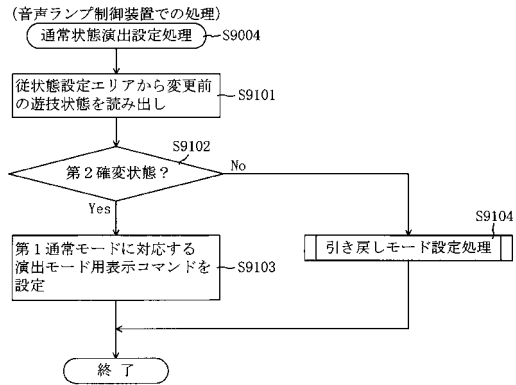 (音声ランプ制御装置での処理)
通常状態演出設定処理
S9004
従状態設定エリアから変更前
の遊技状態を読み出し
S9101
S9102
第2確変状態?
No
Yes
S9104
第1通常モードに対応する
演出モード用表示コマンドを
設定
S9103
引き戻しモード設定処理
終了